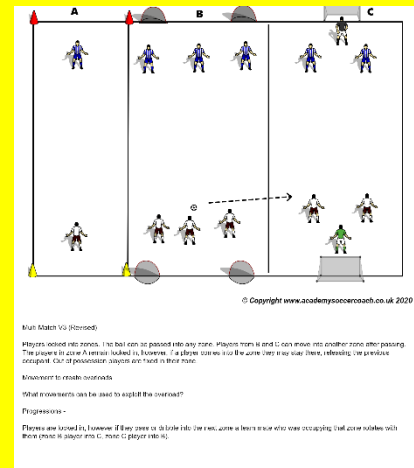 A B C
© Copyright www.academysoccercoach.co.uk 2020
Multi Match V3 (Revised)
Players locked into zones. The ball can be passed into any zone. Players from B and C can move into another zone after passing.
The players in zone A remain locked in, however, if a player comes into the zone they may stay there, releasing the previous
occupant. Out of possession players are fixed in their zone.
Movement to create overloads
What movements can be used to exploit the overload?
Progressions -
Players are locked in, however if they pass or dribble into the next zone a team mate who was occupying that zone rotates with
them (zone B player into C, zone C player into B).